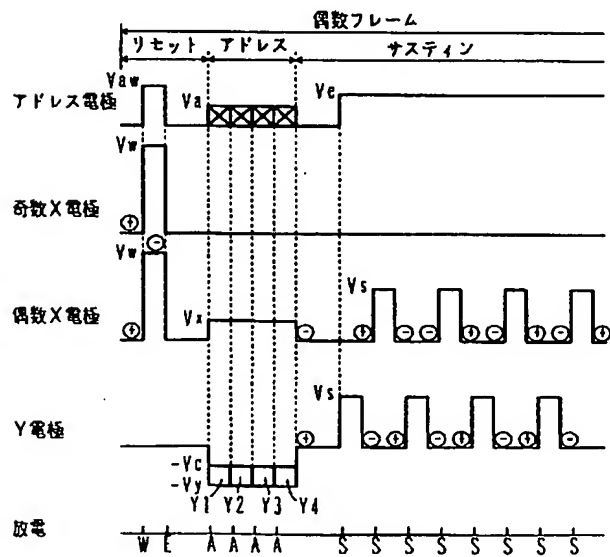 偶数フレーム
リセット アドレス サスティン
Vaw Va Ve
アドレス電極
Vw
奇数X電極
⊕
⊖
Vw
Vs
偶数X電極 Vx
⊕ ⊖ ⊕ ⊖ ⊖ ⊕ ⊖ ⊕ ⊖ ⊕
Vs
Y電極
⊕ ⊖ ⊕ ⊖ ⊕ ⊖ ⊕ ⊖
-Vc
-Vy
Y1 Y2 Y3 Y4
放電
W E A A A A S S S S S S S S